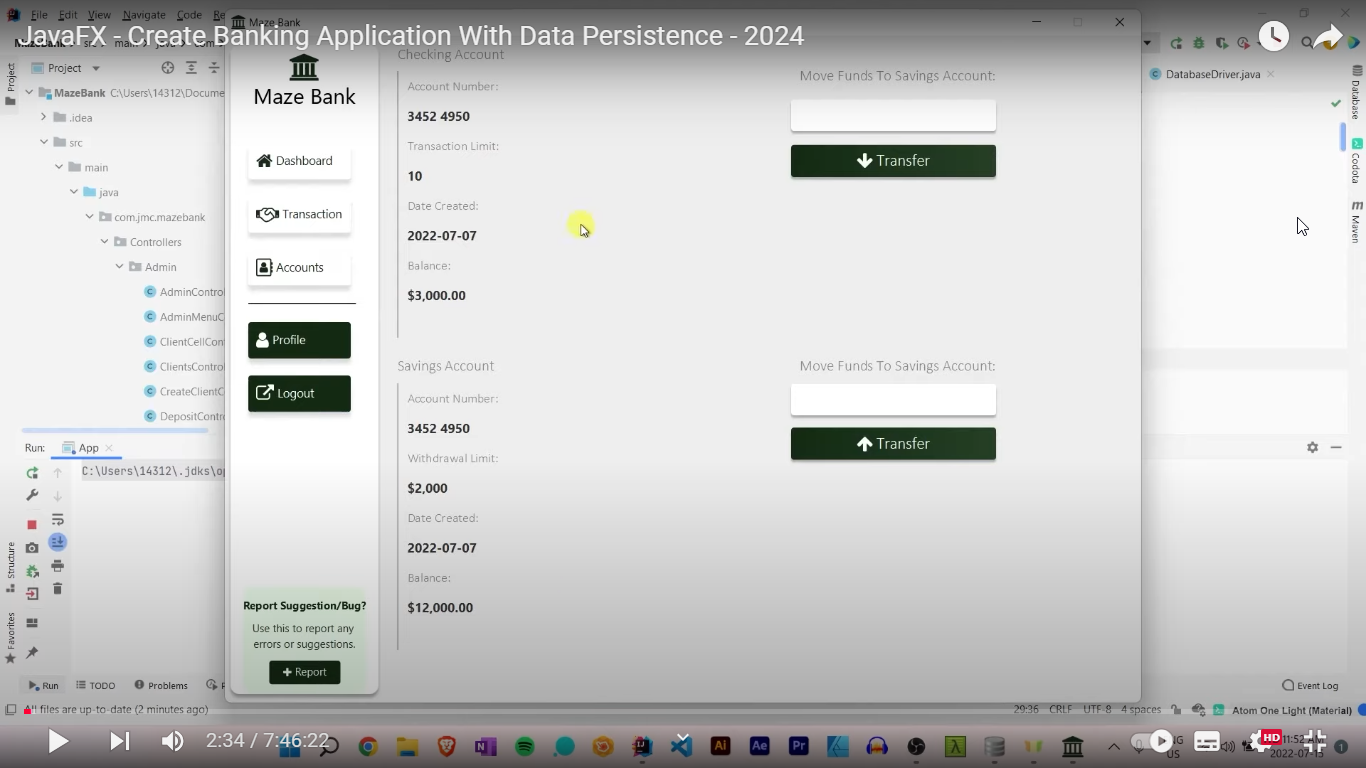 File Edit View Navigate Code
Maze Bank
JavaFX - Create Banking Application With Data Persistence - 2024
Project
MazeBank C:\Users\14312\Docume
.idea
src
main
java
com.jmc.mazebank
Controllers
Admin
AdminContro
AdminMenuC
ClientCellCon
ClientsContro
CreateClientC
DepositContro
Project
Structure
Favorites
Maze Bank
Dashboard
Transaction
Accounts
Profile
Logout
Report Suggestion/Bug?
Use this to report any
errors or suggestions.
+ Report
Checking Account
Account Number:
3452 4950
Transaction Limit:
10
Date Created:
2022-07-07
Balance:
$3,000.00
Move Funds To Savings Account:
Transfer
Savings Account
Account Number:
3452 4950
Withdrawal Limit:
$2,000
Date Created:
2022-07-07
Balance:
$12,000.00
Move Funds To Savings Account:
Transfer
DatabaseDriver.java
Database
Codota
m Maven
Run: App
C:\Users\14312\.jdks\op
Run TODO Problems
Event Log
All files are up-to-date (2 minutes ago)
29:36 CRLF UTF-8 4 spaces Atom One Light (Material)
2:34 / 7:46:22
Ai Ae Pr
US
HD